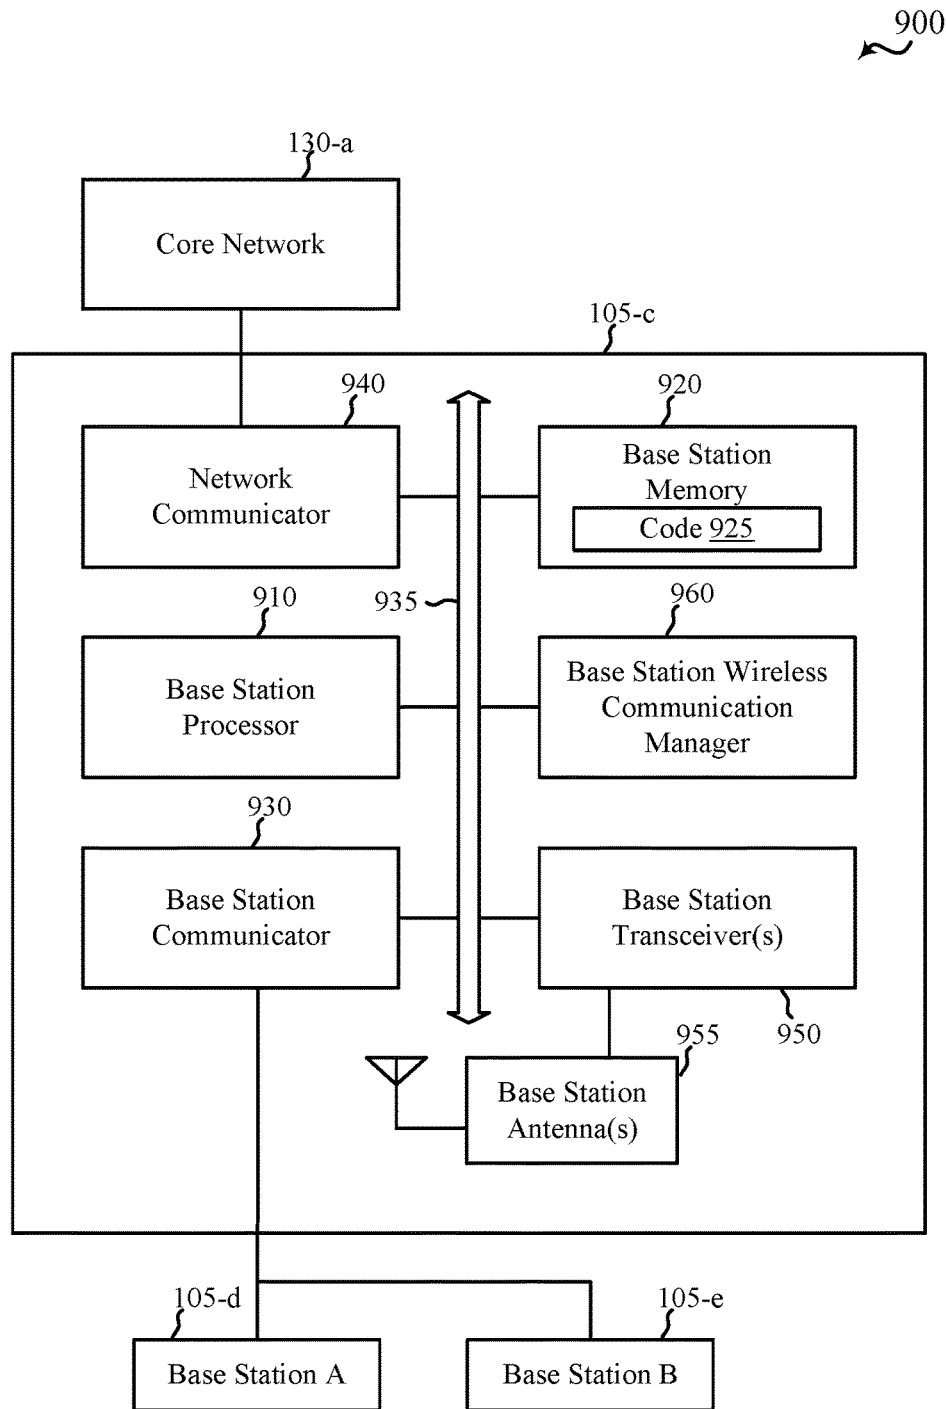 900
130-a
Core Network
105-c
940
920
Network
Communicator
Base Station
Memory
Code 925
910
935
960
Base Station
Processor
Base Station Wireless
Communication
Manager
930
Base Station
Communicator
Base Station
Transceiver(s)
955
950
Base Station
Antenna(s)
105-d
105-e
Base Station A
Base Station B